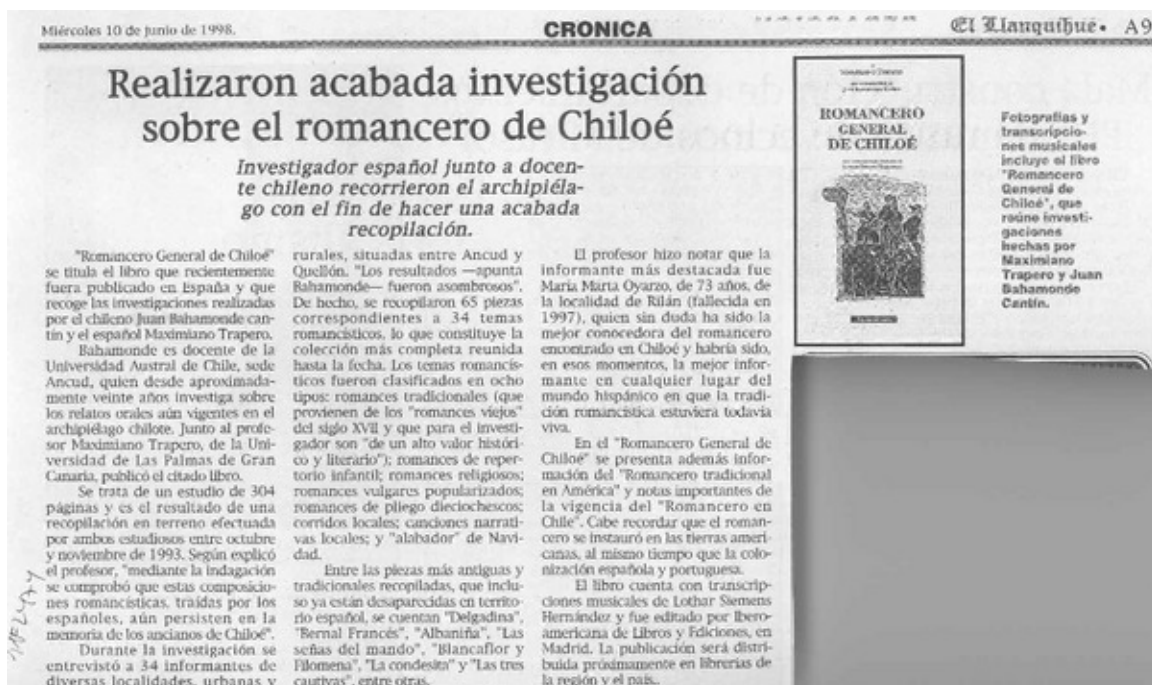 Miércoles 10 de junio de 1998.
CRONICA
El Llanquihue • A9
Realizaron acabada investigación
sobre el romancero de Chiloé
Investigador español junto a docen-
te chileno recorrieron el archipiéla-
go con el fin de hacer una acabada
recopilación.
"Romancero General de Chiloé"
se titula el libro que recientemente
fuera publicado en España y que
recoge las investigaciones realizadas
por el chileno Juan Bahamonde can-
tín y el español Maximiano Trapero.
Bahamonde es docente de la
Universidad Austral de Chile, sede
Ancud, quien desde aproximada-
mente veinte años investiga sobre
los relatos orales aún vigentes en el
archipiélago chilote. Junto al profe-
sor Maximiano Trapero, de la Uni-
versidad de Las Palmas de Gran
Canaria, publicó el citado libro.
Se trata de un estudio de 304
páginas y es el resultado de una
recopilación en terreno efectuada
por ambos estudiosos entre octubre
y noviembre de 1993. Según explicó
el profesor, "mediante la indagación
se comprobó que estas composicio-
nes romancísticas, traídas por los
españoles, aún persisten en la
memoria de los ancianos de Chiloé".
Durante la investigación se
entrevistó a 34 informantes de
diversas localidades, urbanas y
rurales, situadas entre Ancud y
Quellón. "Los resultados —apunta
Bahamonde— fueron asombrosos".
De hecho, se recopilaron 65 piezas
correspondientes a 34 temas
romancísticos, lo que constituye la
colección más completa reunida
hasta la fecha. Los temas romancís-
ticos fueron clasificados en ocho
tipos: romances tradicionales (que
provienen de los "romances viejos"
del siglo XVII y que para el investi-
gador son "de un alto valor históri-
co y literario"); romances de reper-
torio infantil; romances religiosos;
romances vulgares popularizados;
romances de pliego dieciochescos;
corridos locales; canciones narrati-
vas locales; y "alabador" de Navi-
dad.
Entre las piezas más antiguas y
tradicionales recopiladas, que inclu-
so ya están desaparecidas en territo-
rio español, se cuentan "Delgadina",
"Bernal Francés", "Albaniña", "Las
señas del mando", "Blancaflor y
Filomena", "La condesita" y "Las tres
cautivas", entre otras.
El profesor hizo notar que la
informante más destacada fue
María Marta Oyarzo, de 73 años, de
la localidad de Rilán (fallecida en
1997), quien sin duda ha sido la
mejor conocedora del romancero
encontrado en Chiloé y habría sido,
en esos momentos, la mejor infor-
mante en cualquier lugar del
mundo hispánico en que la tradi-
ción romancística estuviera todavía
viva.
En el "Romancero General de
Chiloé" se presenta además infor-
mación del "Romancero tradicional
en América" y notas importantes de
la vigencia del "Romancero en
Chile". Cabe recordar que el roman-
cero se instauró en las tierras ameri-
canas, al mismo tiempo que la colo-
nización española y portuguesa.
El libro cuenta con transcrip-
ciones musicales de Lothar Siemens
Hernández y fue editado por Ibero-
americana de Libros y Ediciones, en
Madrid. La publicación será distri-
buida próximamente en librerías de
la región y el país.
ROMANCERO
GENERAL
DE CHILOÉ
Fotografías y
transcripcio-
nes musicales
incluye el libro
"Romancero
General de
Chiloé", que
reúne investi-
gaciones
hechas por
Maximiano
Trapero y Juan
Bahamonde
Cantín.